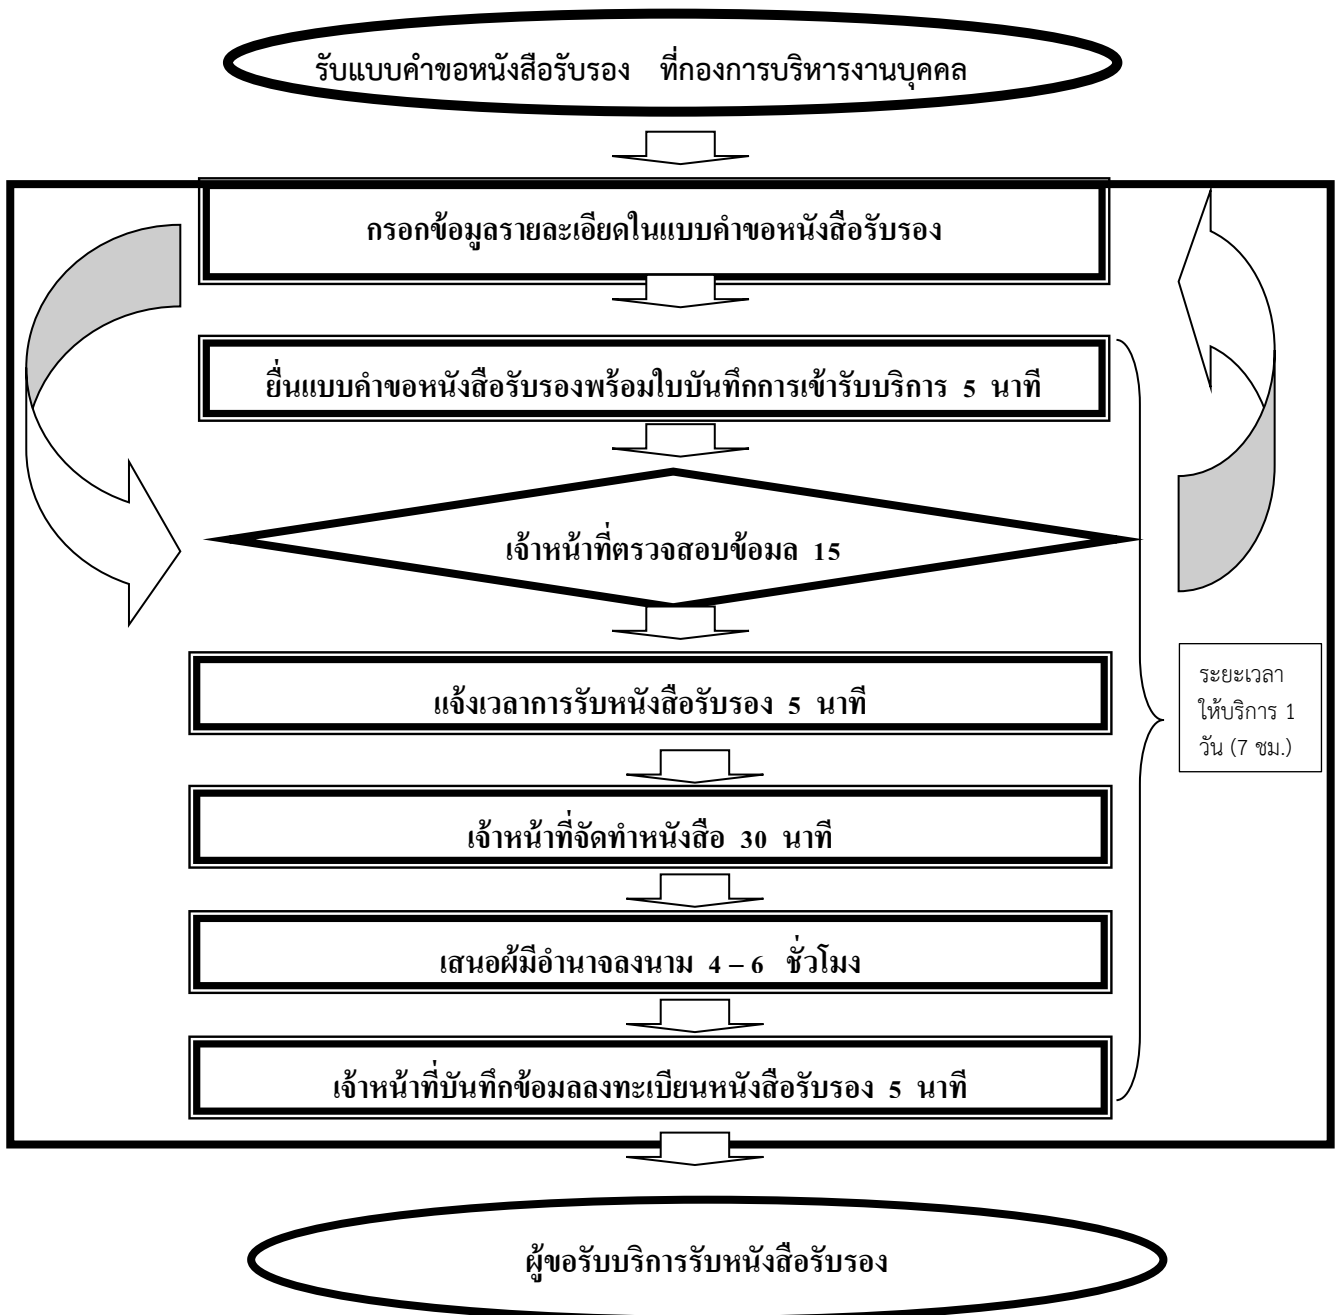 รับแบบคำขอหนังสือรับรอง ที่กองการบริหารงานบุคคล
กรอกข้อมูลรายละเอียดในแบบคำขอหนังสือรับรอง
ยื่นแบบคำขอหนังสือรับรองพร้อมใบบันทึกการเข้ารับบริการ 5 นาที
เจ้าหน้าที่ตรวจสอบข้อมล 15
แจ้งเวลาการรับหนังสือรับรอง 5 นาที
ระยะเวลา
ให้บริการ 1
วัน (7 ชม.)
เจ้าหน้าที่จัดทำหนังสือ 30 นาที
เสนอผ้มีอำนาจลงนาม 4 – 6 ชั่วโมง
เจ้าหน้าที่บันทึกข้อมลลงทะเบียนหนังสือรับรอง 5 นาที
ผู้ขอรับบริการรับหนังสือรับรอง